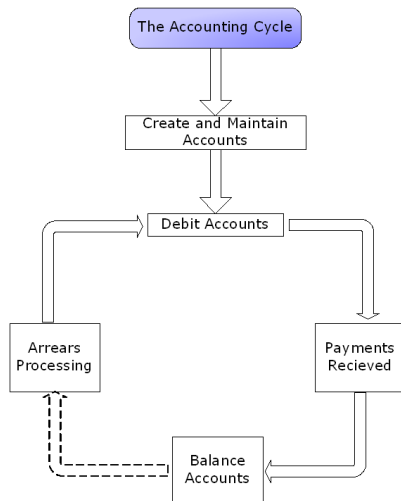 The Accounting Cycle
Create and Maintain
Accounts
Debit Accounts
Arrears
Processing
Payments
Recieved
Balance
Accounts